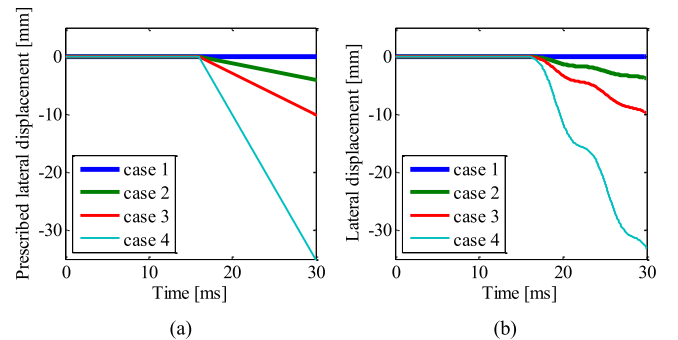 Prescribed lateral displacement [mm]
0
-10
-20
-30
case 1
case 2
case 3
case 4
0 10 20 30
Time [ms]
(a)
Lateral displacement [mm]
0
-10
-20
-30
case 1
case 2
case 3
case 4
0 10 20 30
Time [ms]
(b)